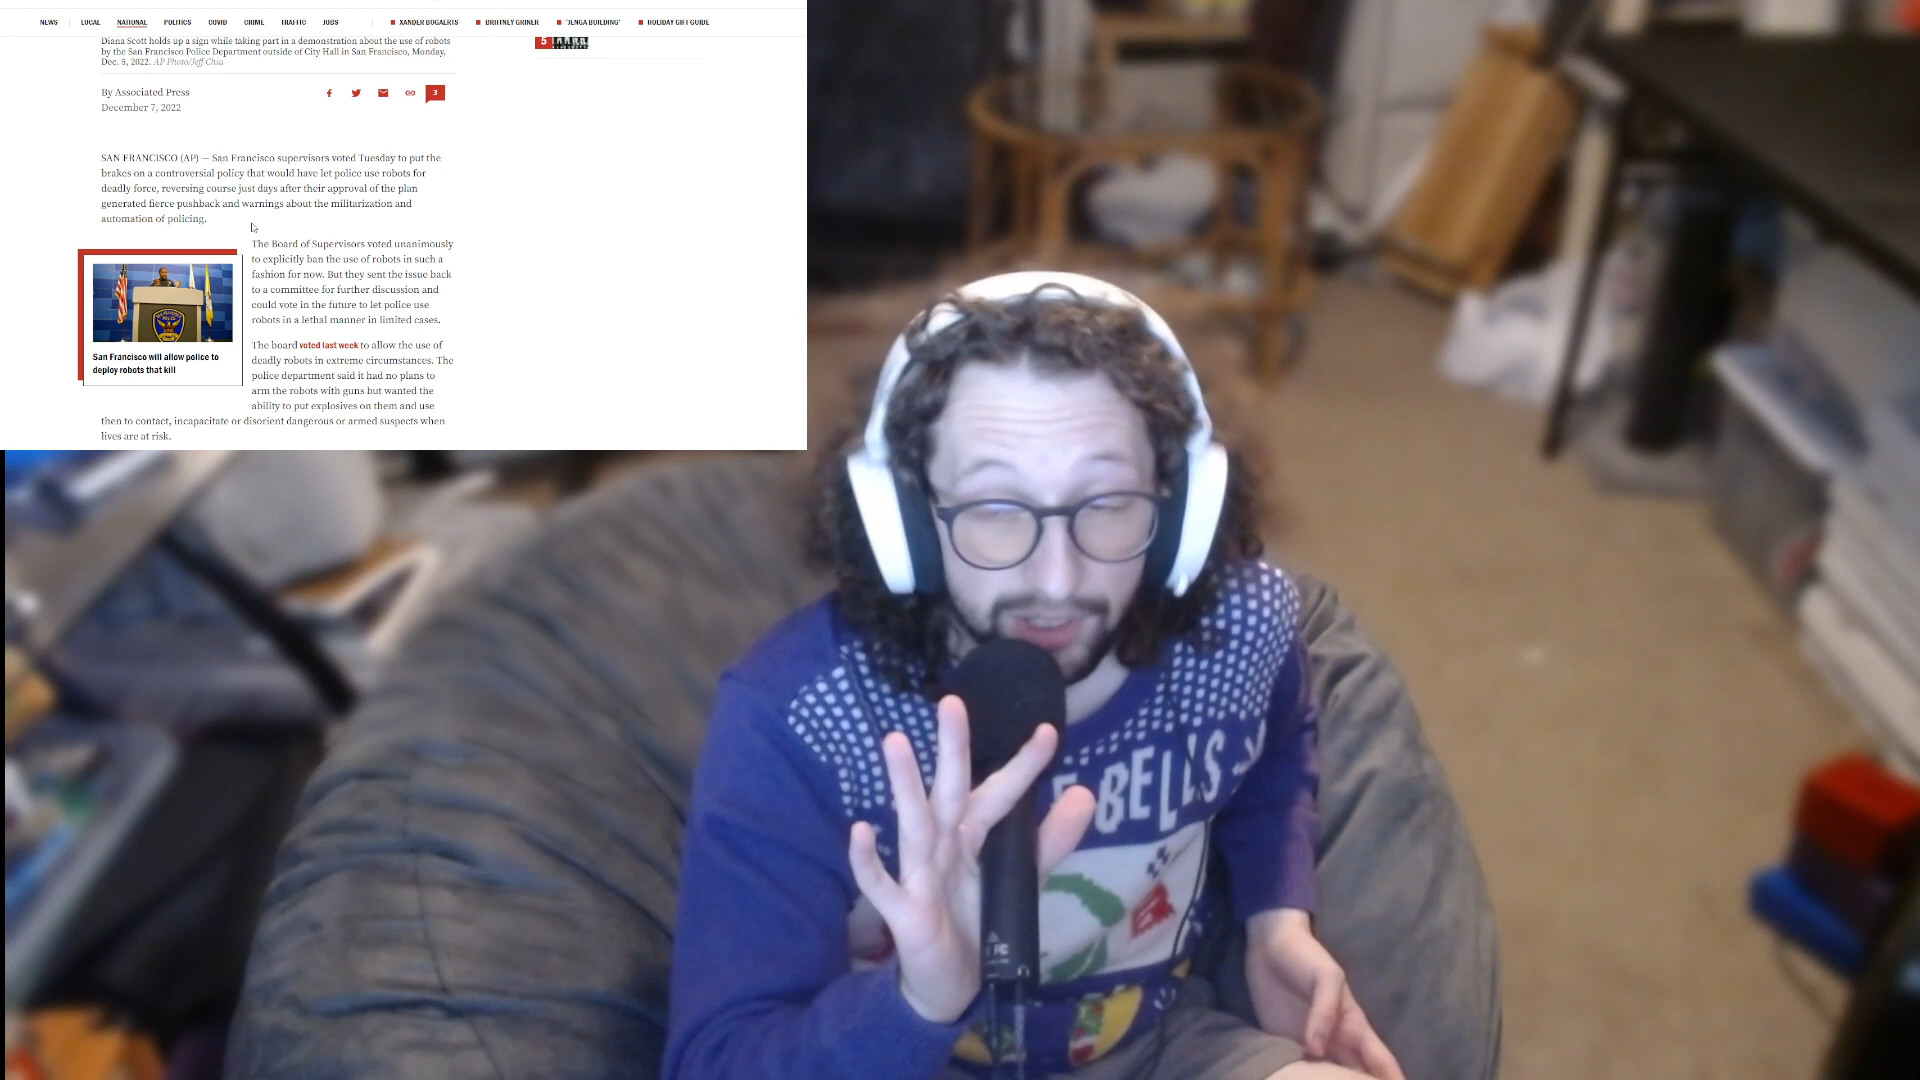 NEWS LOCAL NATIONAL POLITICS COVID CRIME TRAFFIC JOBS XANDER BOGAERTS BRITTNEY GRINER 'JENGA BUILDING' HOLIDAY GIFT GUIDE
Diana Scott holds up a sign while taking part in a demonstration about the use of robots
by the San Francisco Police Department outside of City Hall in San Francisco, Monday,
Dec. 5, 2022. AP Photo/Jeff Chiu
5
By Associated Press
3
December 7, 2022
SAN FRANCISCO (AP) — San Francisco supervisors voted Tuesday to put the
brakes on a controversial policy that would have let police use robots for
deadly force, reversing course just days after their approval of the plan
generated fierce pushback and warnings about the militarization and
automation of policing.
San Francisco will allow police to
deploy robots that kill
The Board of Supervisors voted unanimously
to explicitly ban the use of robots in such a
fashion for now. But they sent the issue back
to a committee for further discussion and
could vote in the future to let police use
robots in a lethal manner in limited cases.
The board voted last week to allow the use of
deadly robots in extreme circumstances. The
police department said it had no plans to
arm the robots with guns but wanted the
ability to put explosives on them and use
then to contact, incapacitate or disorient dangerous or armed suspects when
lives are at risk.
BELLS